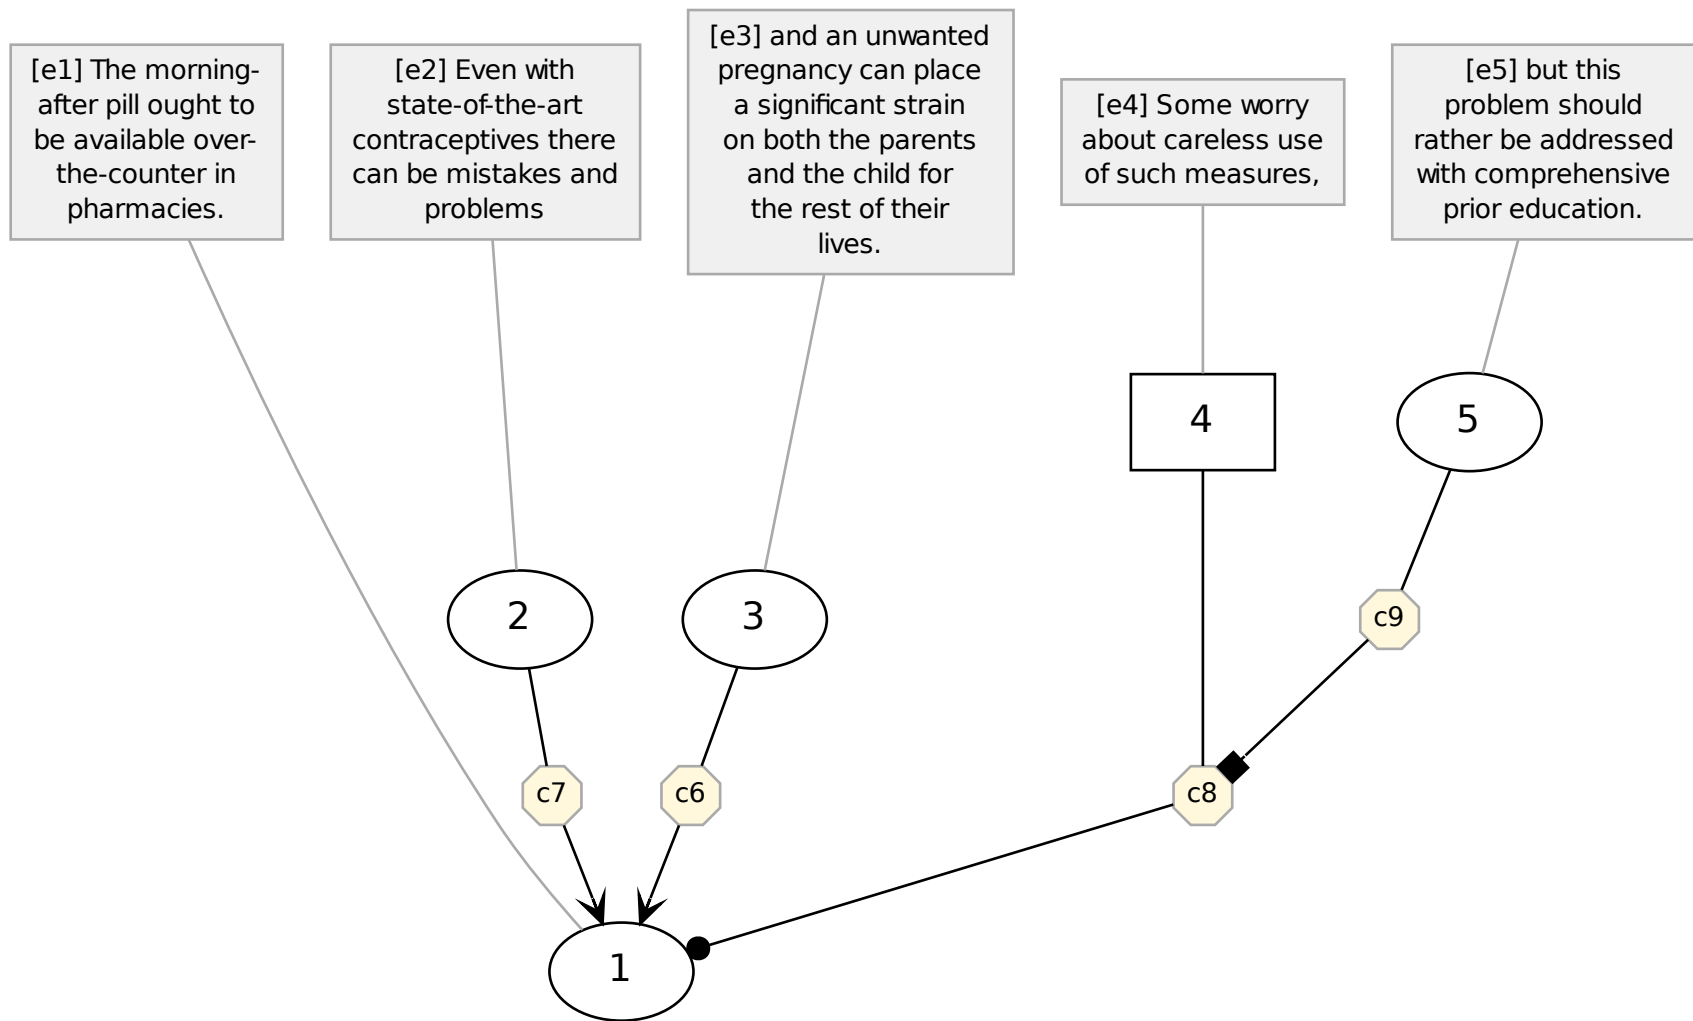 [e1] The morning-
after pill ought to
be available over-
the-counter in
pharmacies.
[e2] Even with
state-of-the-art
contraceptives there
can be mistakes and
problems
[e3] and an unwanted
pregnancy can place
a significant strain
on both the parents
and the child for
the rest of their
lives.
[e4] Some worry
about careless use
of such measures,
[e5] but this
problem should
rather be addressed
with comprehensive
prior education.
4
5
2
3
c9
c7
c6
c8
1